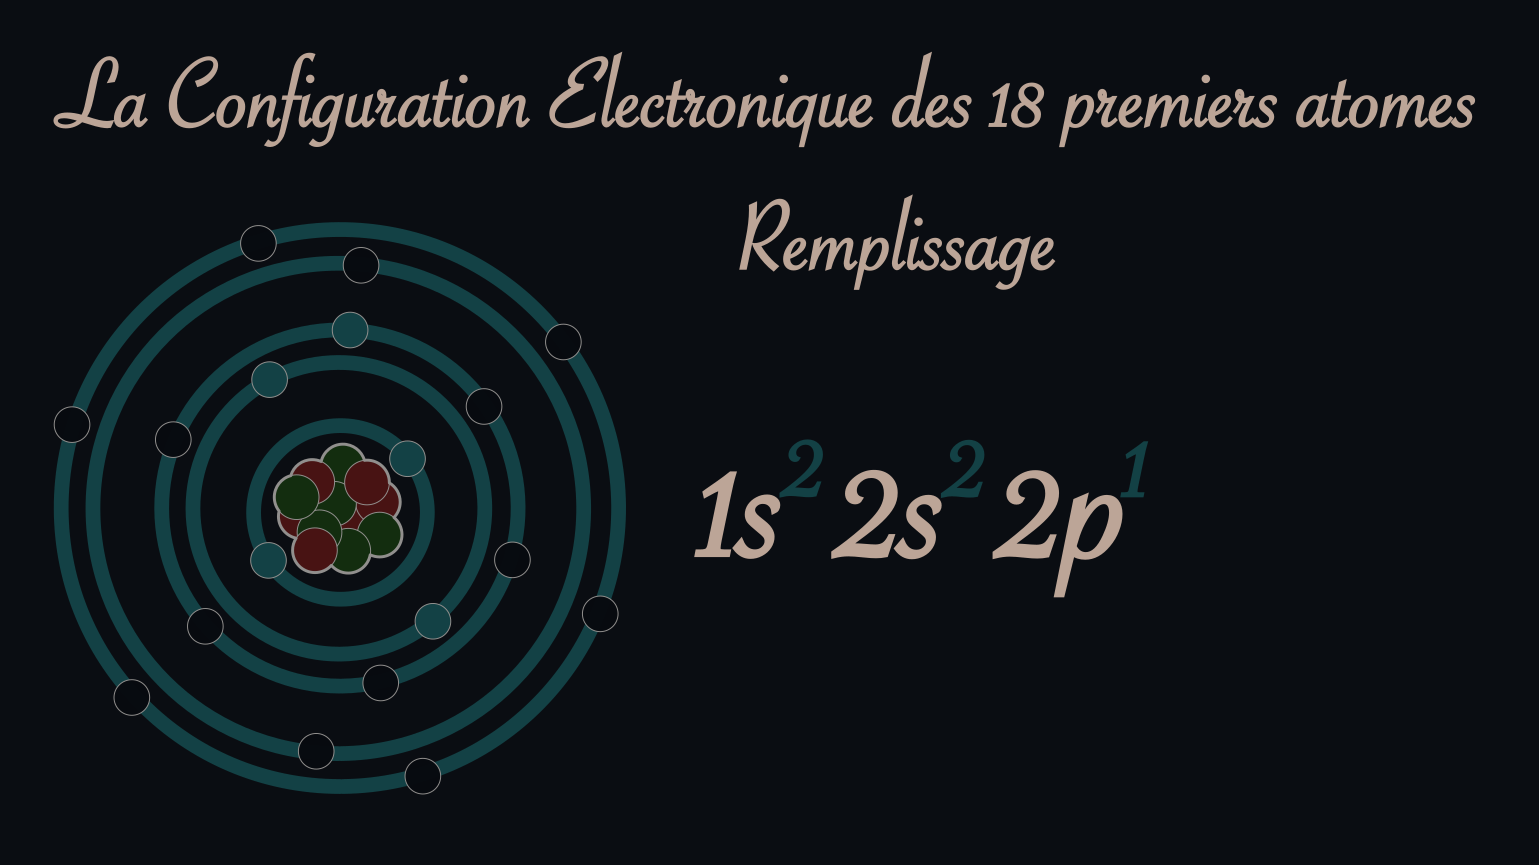 La Configuration Electronique des 18 premiers atomes
Remplissage
1s² 2s² 2p¹